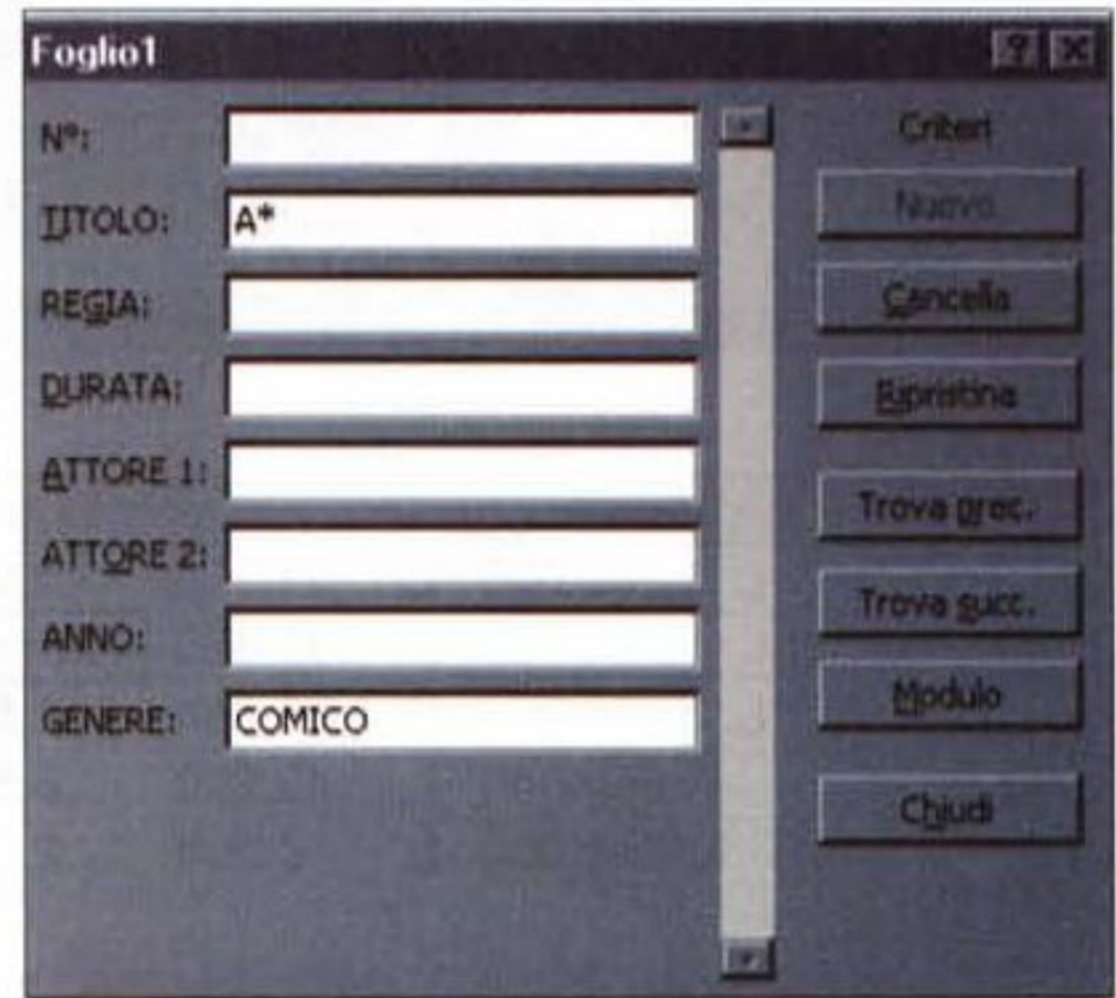 Foglio1
N°:
TITOLO: A*
REGIA:
DURATA:
ATTORE 1:
ATTORE 2:
ANNO:
GENERE: COMICO
Criteri
Nuovo
Cancella
Ripristina
Trova prec.
Trova succ.
Modulo
Chiudi